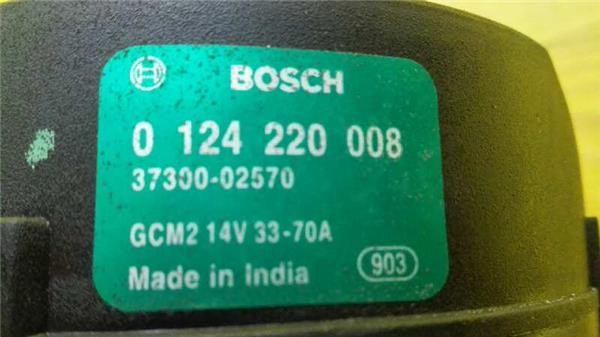 BOSCH
0 124 220 008
37300-02570
GCM2 14V 33-70A
Made in India 903